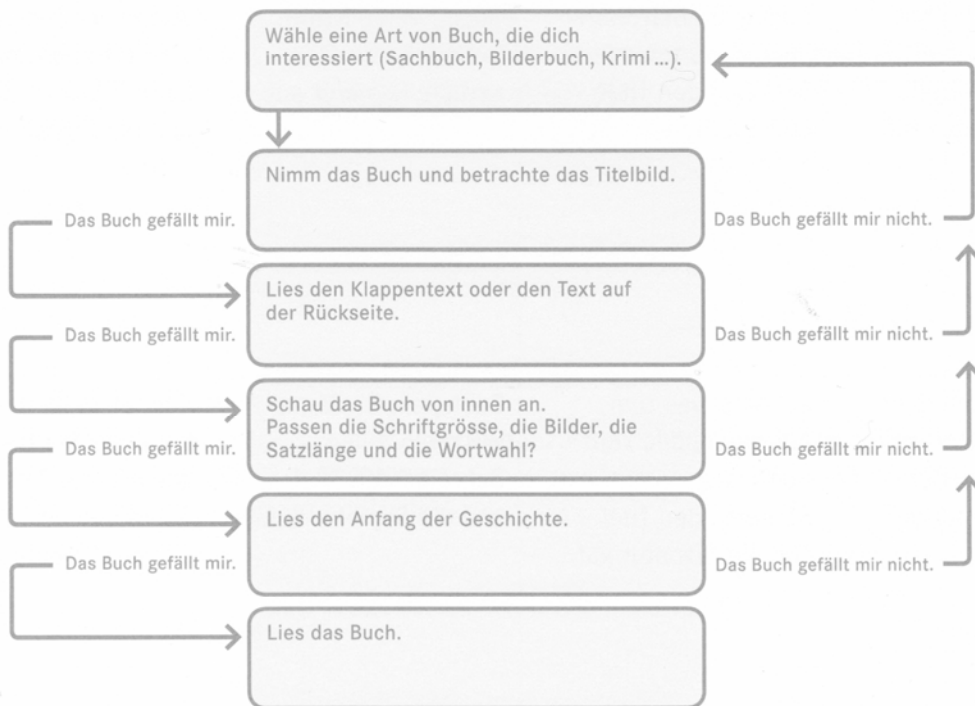 Wähle eine Art von Buch, die dich
interessiert (Sachbuch, Bilderbuch, Krimi ...).
Nimm das Buch und betrachte das Titelbild.
Das Buch gefällt mir.
Das Buch gefällt mir nicht.
Lies den Klappentext oder den Text auf
der Rückseite.
Das Buch gefällt mir.
Das Buch gefällt mir nicht.
Schau das Buch von innen an.
Passen die Schriftgrösse, die Bilder, die
Satzlänge und die Wortwahl?
Das Buch gefällt mir.
Das Buch gefällt mir nicht.
Lies den Anfang der Geschichte.
Das Buch gefällt mir.
Das Buch gefällt mir nicht.
Lies das Buch.